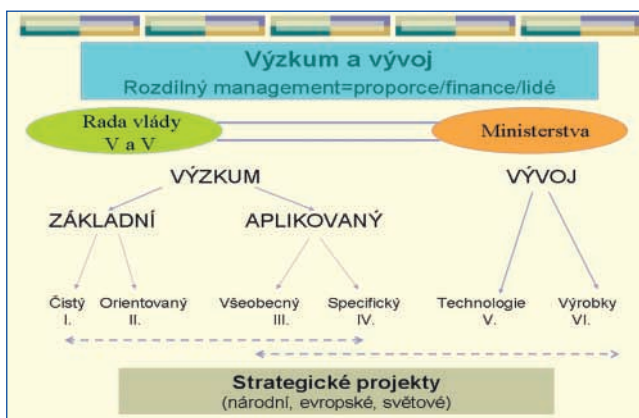 Výzkum a vývoj
Rozdílný management=proporce/finance/lidé
Rada vlády
V a V
Ministerstva
VÝZKUM
VÝVOJ
ZÁKLADNÍ
APLIKOVANÝ
Čistý
I.
Orientovaný
II.
Všeobecný
III.
Specifický
IV.
Technologie
V.
Výrobky
VI.
Strategické projekty
(národní, evropské, světové)